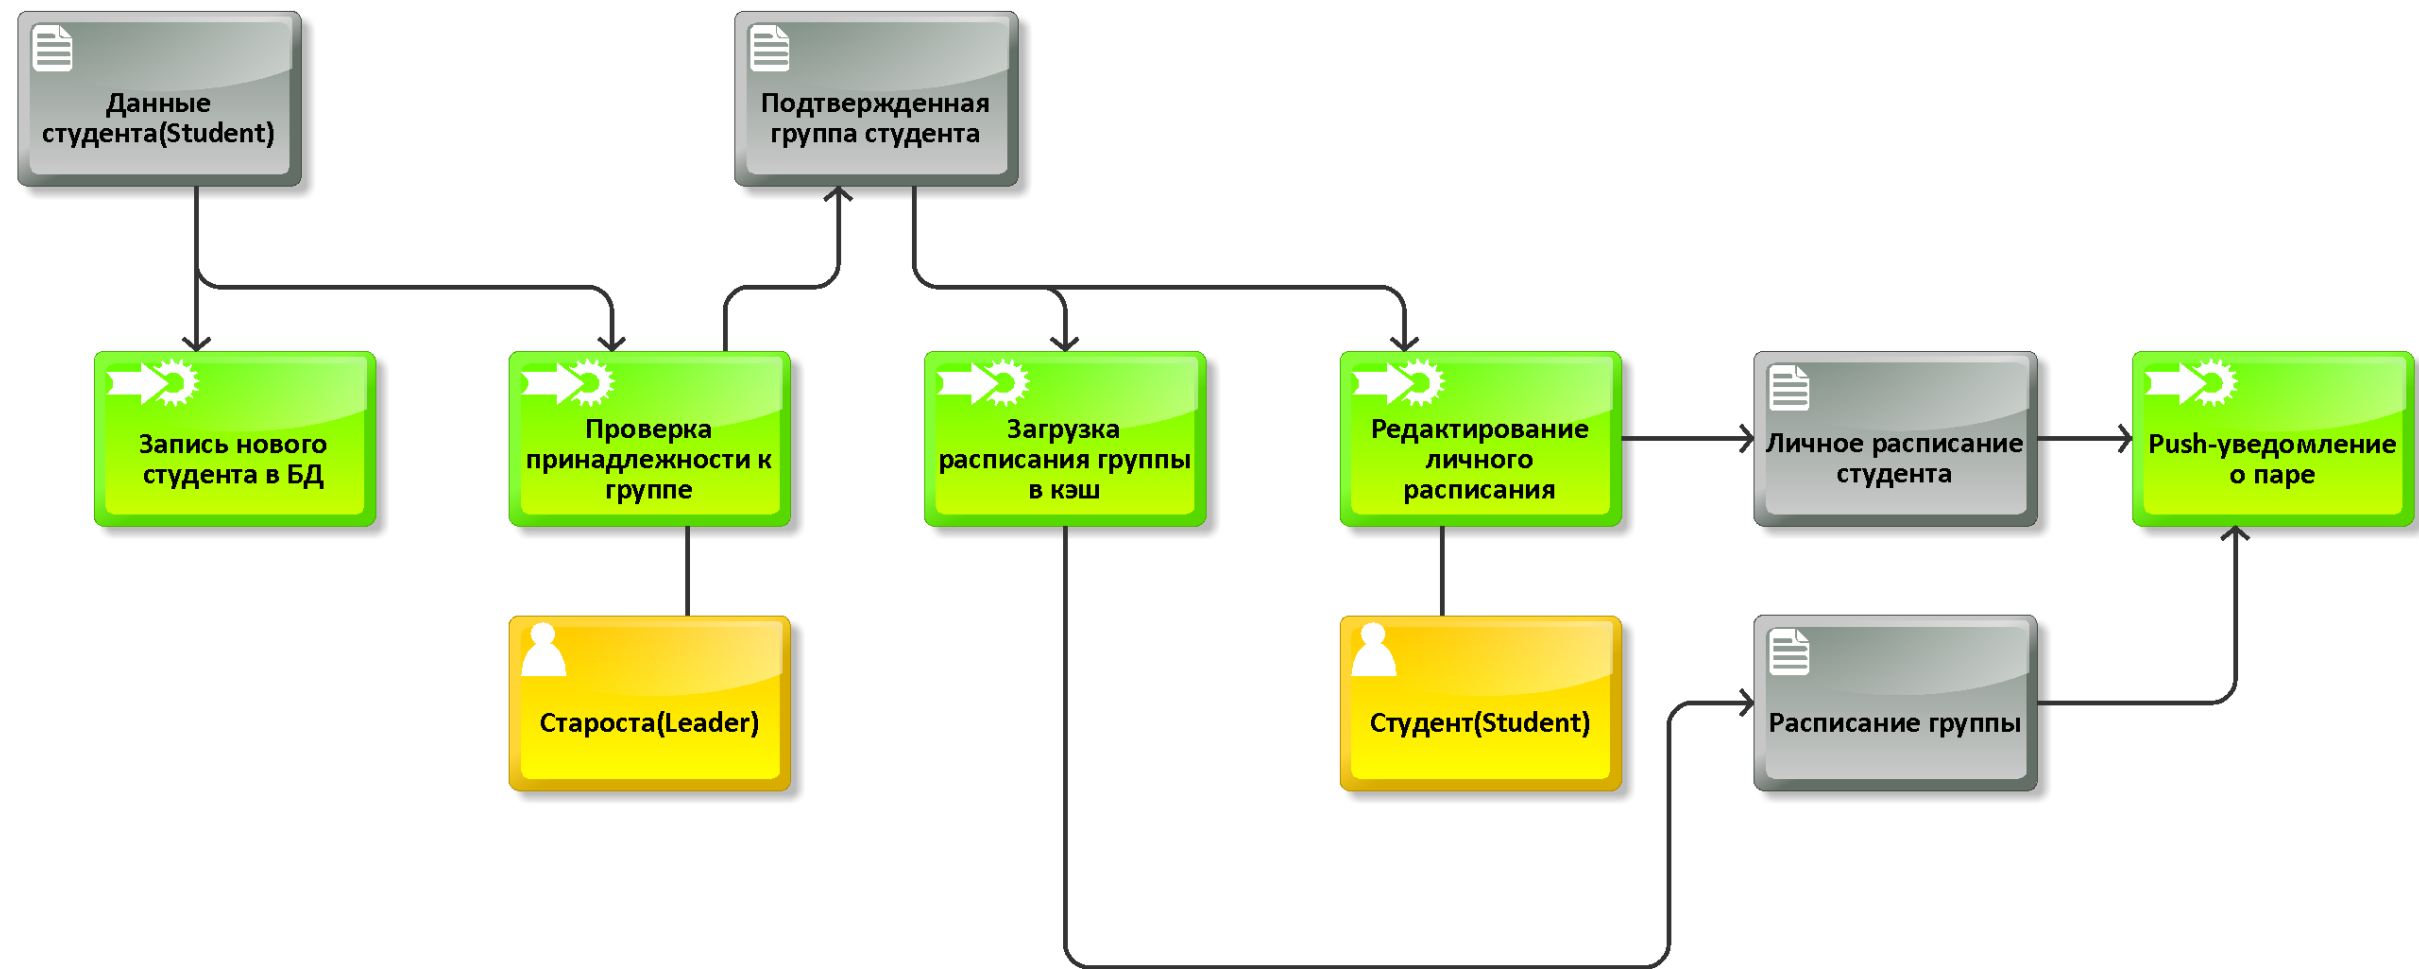 Данные
студента(Student)
Подтвержденная
группа студента
Запись нового
студента в БД
Проверка
принадлежности к
группе
Загрузка
расписания группы
в кэш
Редактирование
личного
расписания
Личное расписание
студента
Push-уведомление
о паре
Староста(Leader)
Студент(Student)
Расписание группы